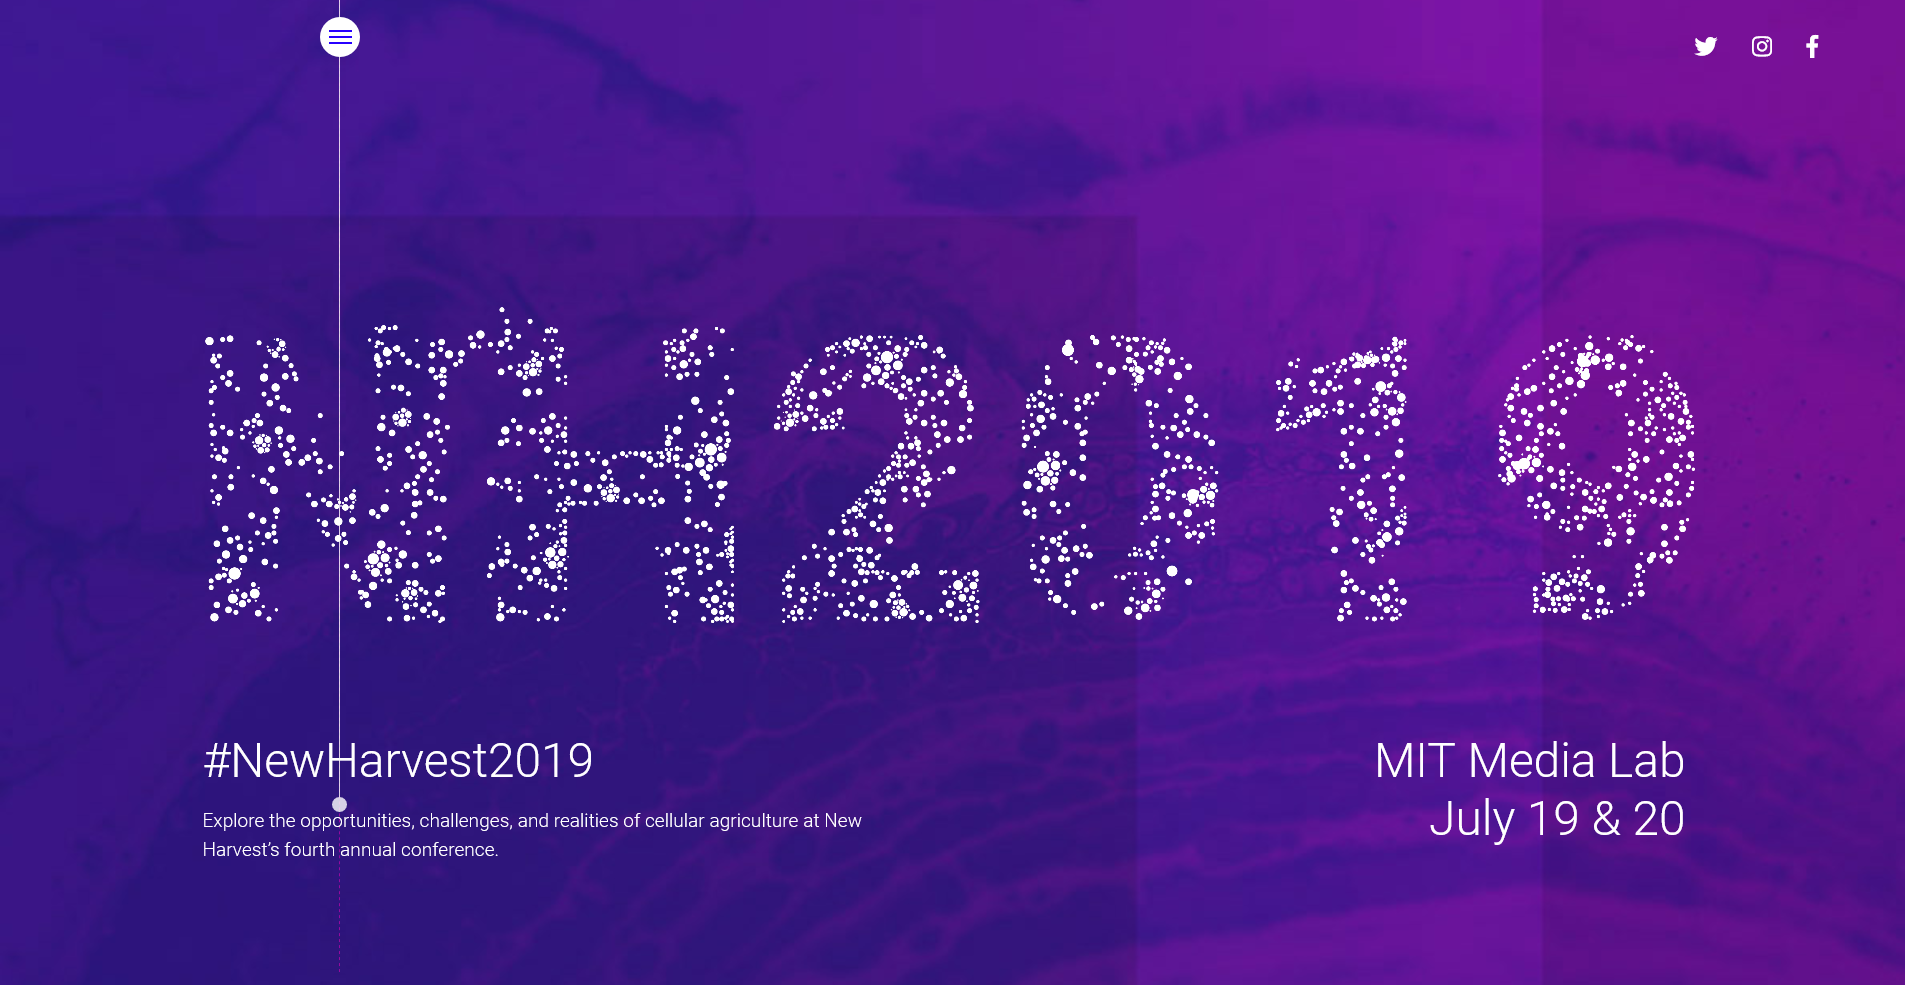 NH2019
#NewHarvest2019
Explore the opportunities, challenges, and realities of cellular agriculture at New
Harvest’s fourth annual conference.
MIT Media Lab
July 19 & 20